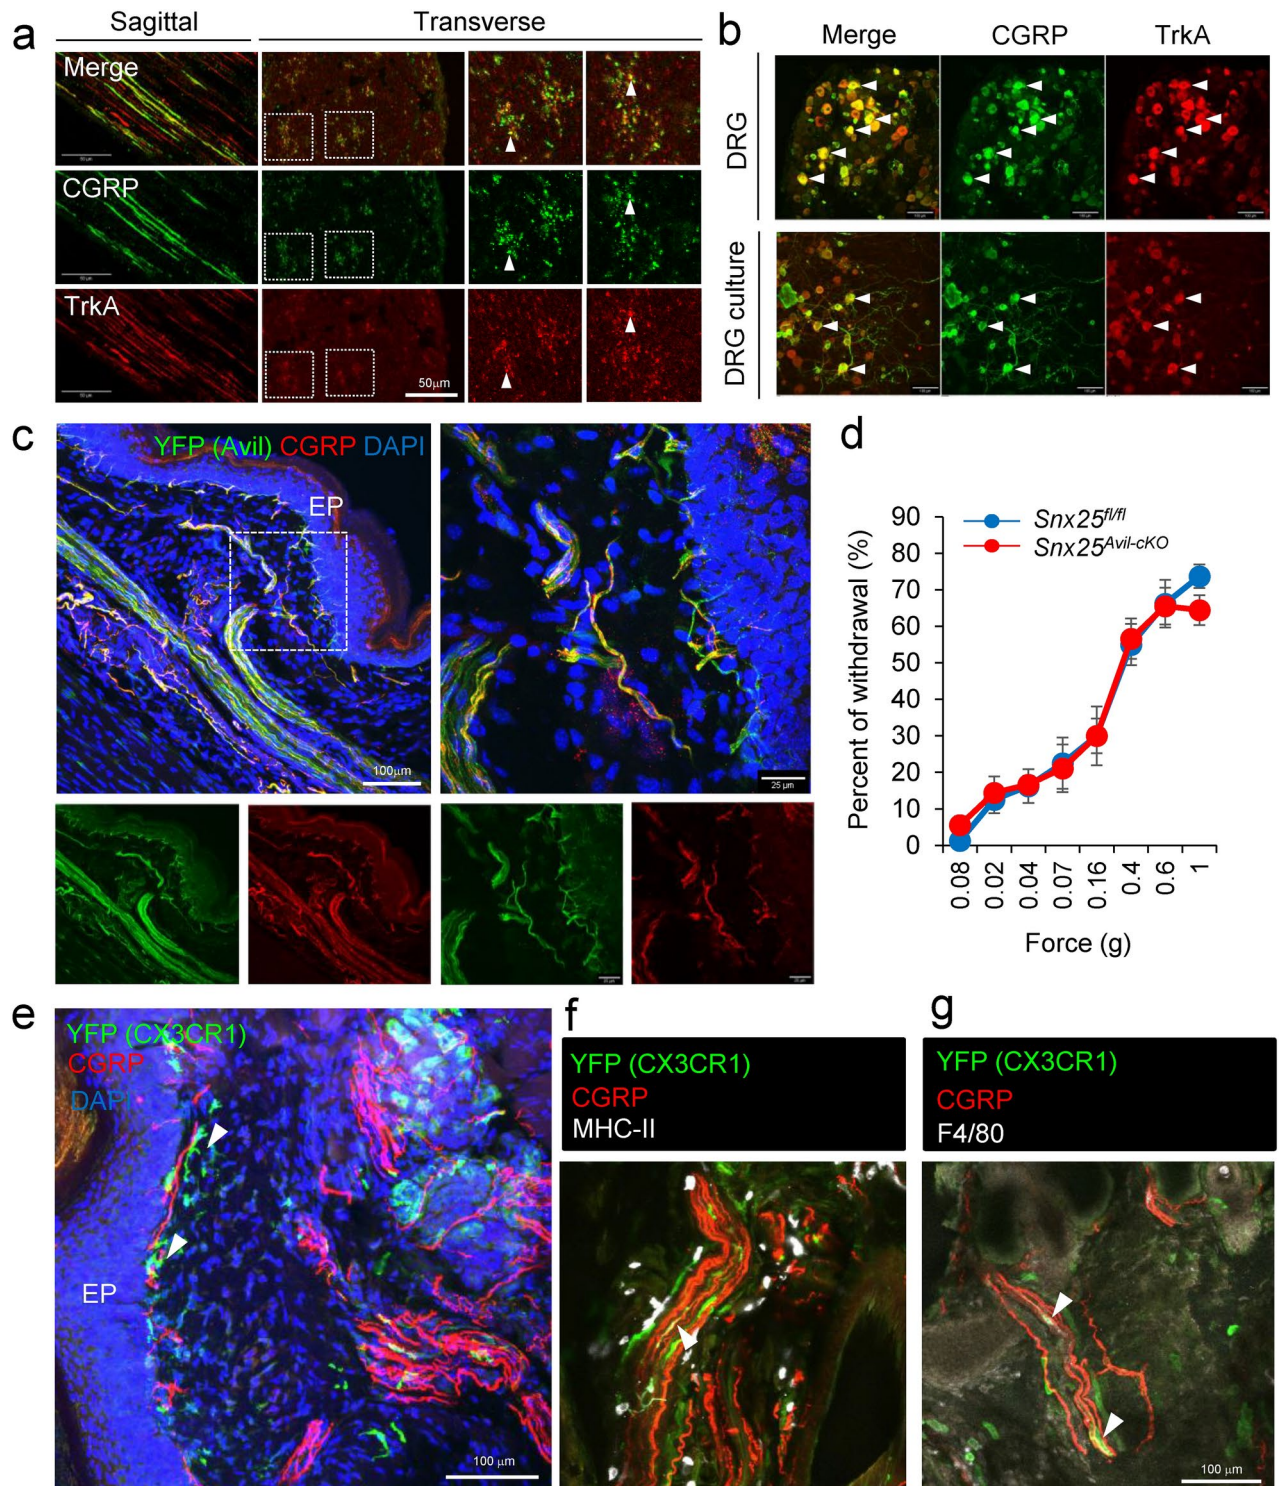 a
Sagittal
Transverse
Merge
CGRP
TrkA
50μm
b
Merge
CGRP
TrkA
DRG
DRG culture
c
YFP (Avil) CGRP DAPI
EP
100μm
25 μm
d
Snx25fl/fl
Snx25Avil-cKO
Percent of withdrawal (%)
90
80
70
60
50
40
30
20
10
0
0.08
0.02
0.04
0.07
0.16
0.4
0.6
1
Force (g)
e
YFP (CX3CR1)
CGRP
DAPI
EP
100 μm
f
YFP (CX3CR1)
CGRP
MHC-II
g
YFP (CX3CR1)
CGRP
F4/80
100 μm